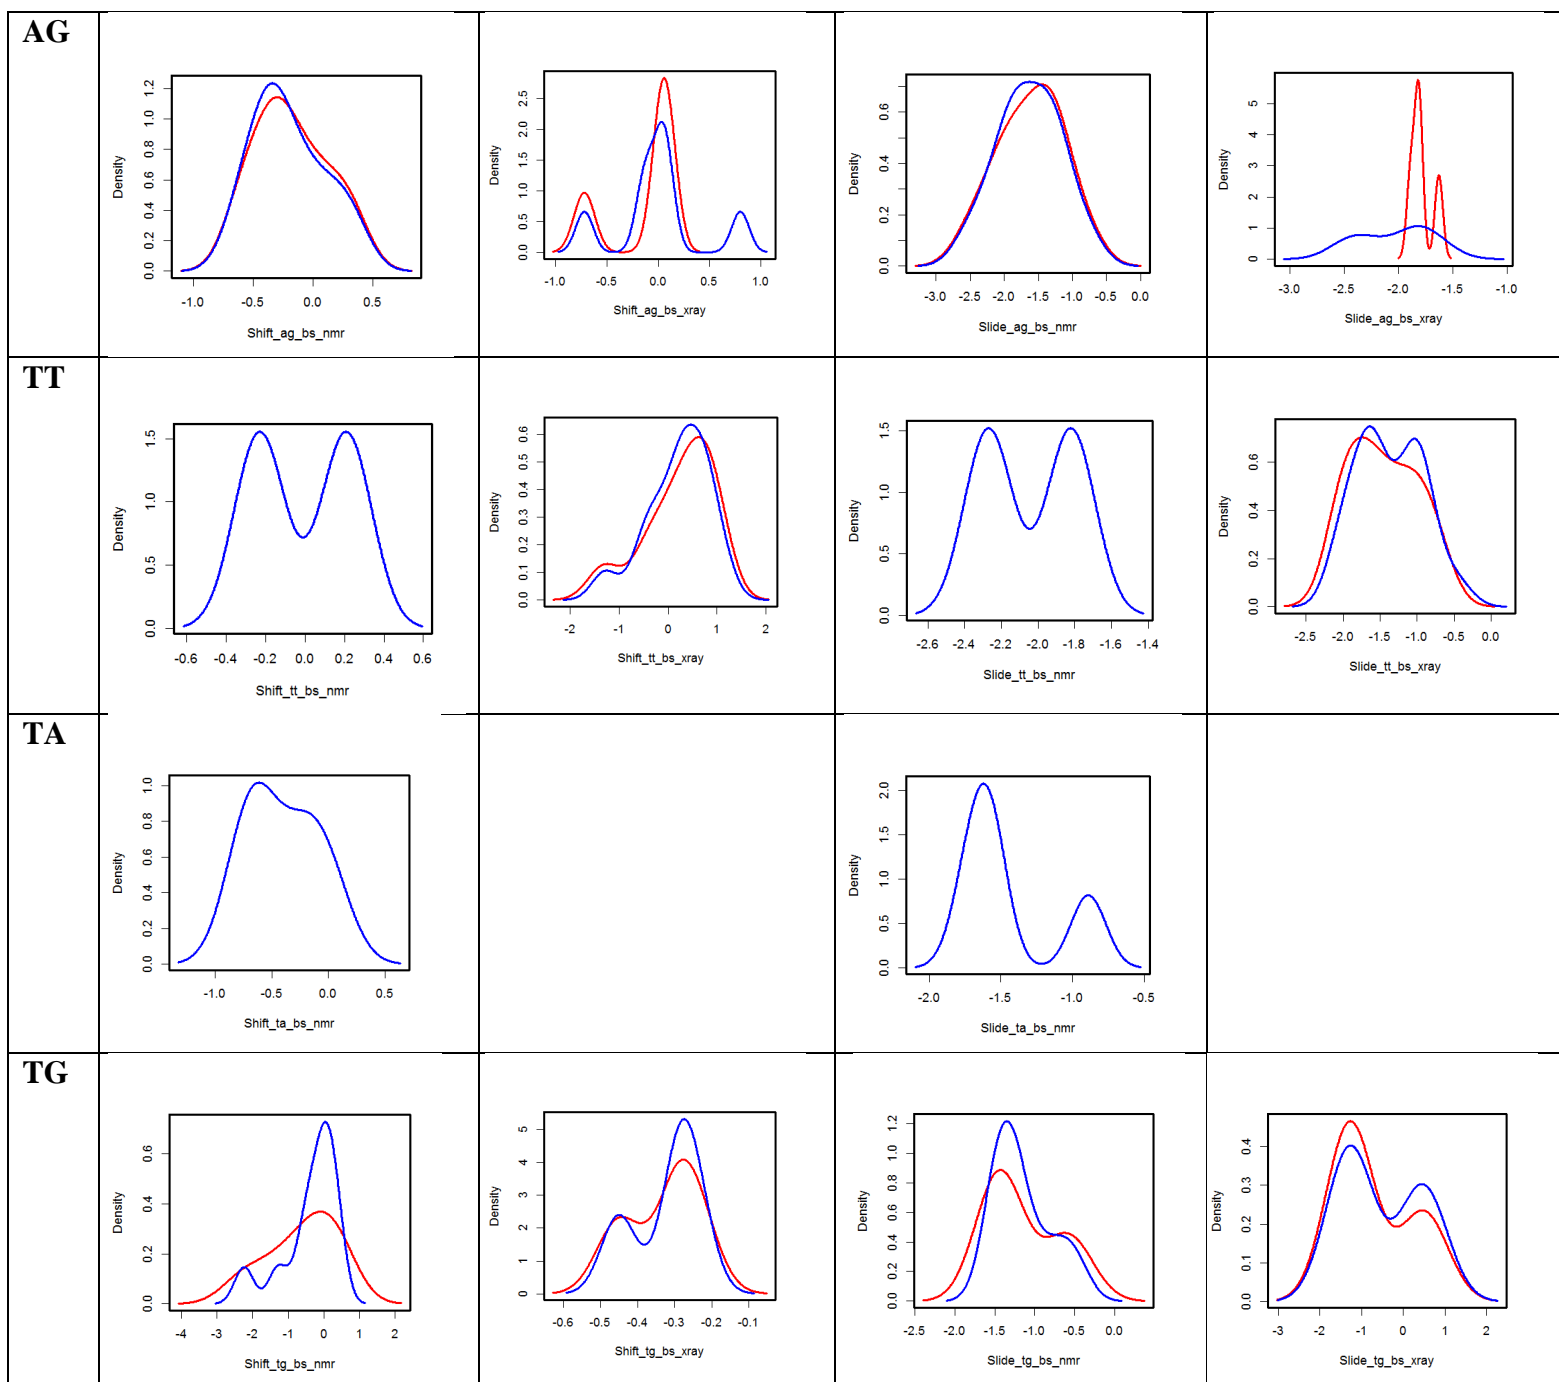 AG
Density
0.0 0.2 0.4 0.6 0.8 1.0 1.2
-1.0 -0.5 0.0 0.5
Shift_ag_bs_nmr
Density
0.0 0.5 1.0 1.5 2.0 2.5
-1.0 -0.5 0.0 0.5 1.0
Shift_ag_bs_xray
Density
0.0 0.2 0.4 0.6
-3.0 -2.5 -2.0 -1.5 -1.0 -0.5 0.0
Slide_ag_bs_nmr
Density
0 1 2 3 4 5
-3.0 -2.5 -2.0 -1.5 -1.0
Slide_ag_bs_xray
TT
Density
0.0 0.5 1.0 1.5
-0.6 -0.4 -0.2 0.0 0.2 0.4 0.6
Shift_tt_bs_nmr
Density
0.0 0.1 0.2 0.3 0.4 0.5 0.6
-2 -1 0 1 2
Shift_tt_bs_xray
Density
0.0 0.5 1.0 1.5
-2.6 -2.4 -2.2 -2.0 -1.8 -1.6 -1.4
Slide_tt_bs_nmr
Density
0.0 0.2 0.4 0.6
-2.5 -2.0 -1.5 -1.0 -0.5 0.0
Slide_tt_bs_xray
TA
Density
0.0 0.2 0.4 0.6 0.8 1.0
-1.0 -0.5 0.0 0.5
Shift_ta_bs_nmr
Density
0.0 0.5 1.0 1.5 2.0
-2.0 -1.5 -1.0 -0.5
Slide_ta_bs_nmr
TG
Density
0.0 0.2 0.4 0.6
-4 -3 -2 -1 0 1 2
Shift_tg_bs_nmr
Density
0 1 2 3 4 5
-0.6 -0.5 -0.4 -0.3 -0.2 -0.1
Shift_tg_bs_xray
Density
0.0 0.2 0.4 0.6 0.8 1.0 1.2
-2.5 -2.0 -1.5 -1.0 -0.5 0.0
Slide_tg_bs_nmr
Density
0.0 0.1 0.2 0.3 0.4
-3 -2 -1 0 1 2
Slide_tg_bs_xray